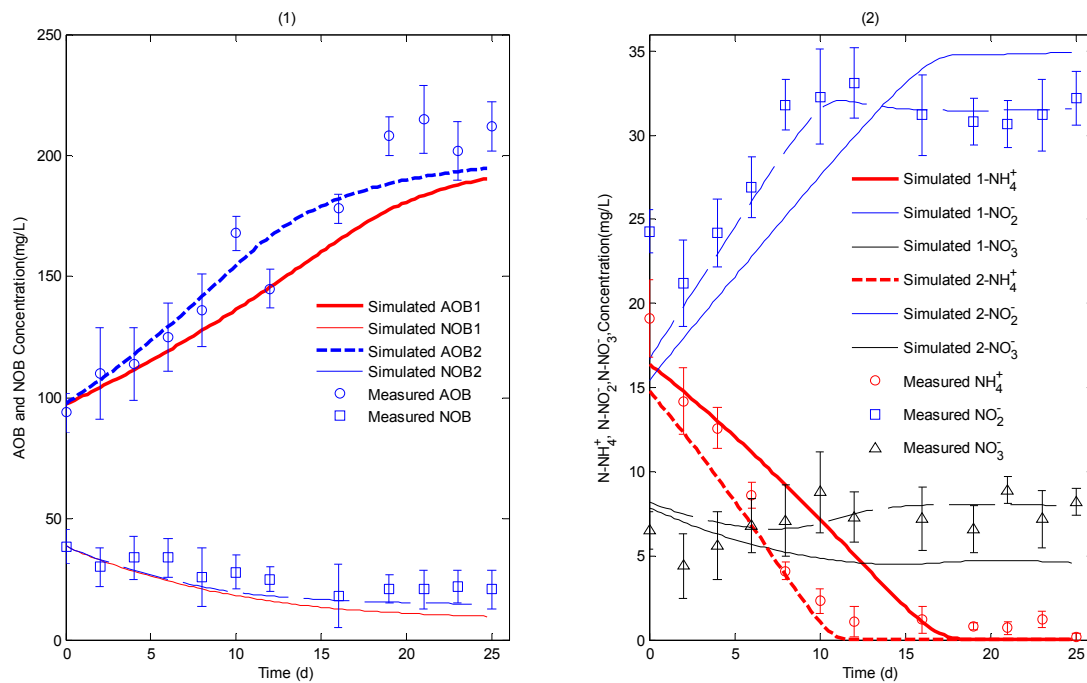 (1)
250
200
150
100
50
0
0 5 10 15 20 25
Time (d)
AOB and NOB Concentration(mg/L)
Simulated AOB1
Simulated NOB1
Simulated AOB2
Simulated NOB2
Measured AOB
Measured NOB
(2)
35
30
25
20
15
10
5
0
0 5 10 15 20 25
Time (d)
N-NH₄⁺, N-NO₂⁻,N-NO₃⁻,Concentration(mg/L)
Simulated 1-NH₄⁺
Simulated 1-NO₂⁻
Simulated 1-NO₃⁻
Simulated 2-NH₄⁺
Simulated 2-NO₂⁻
Simulated 2-NO₃⁻
Measured NH₄⁺
Measured NO₂⁻
Measured NO₃⁻